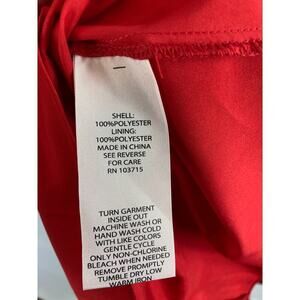 SHELL:
100%POLYESTER
LINING:
100%POLYESTER
MADE IN CHINA
SEE REVERSE
FOR CARE
RN 103715
TURN GARMENT
INSIDE OUT
MACHINE WASH OR
HAND WASH COLD
WITH LIKE COLORS
GENTLE CYCLE
ONLY NON-CHLORINE
BLEACH WHEN NEEDED
REMOVE PROMPTLY
TUMBLE DRY LOW
WARM IRON